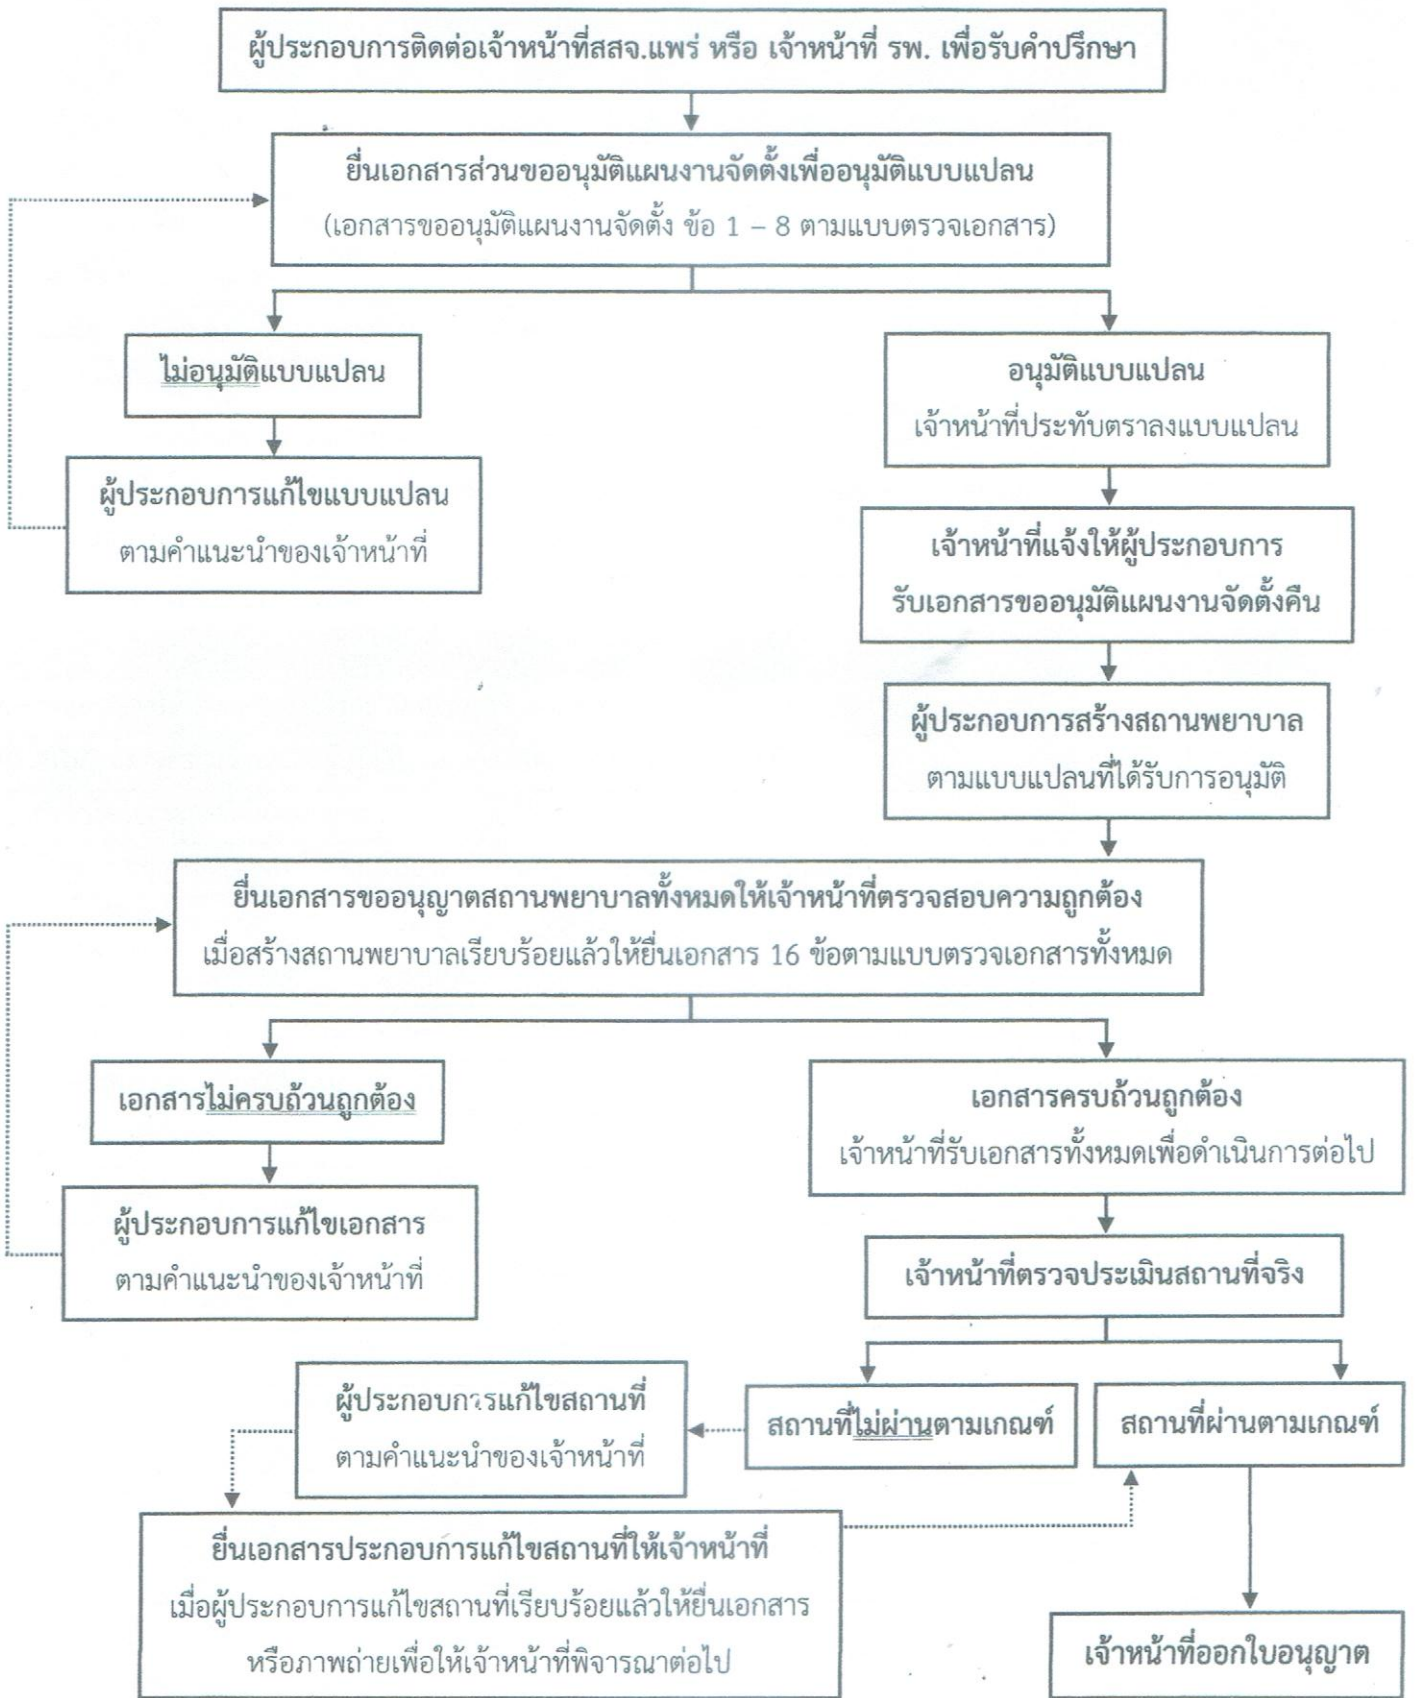 ผู้ประกอบการติดต่อเจ้าหน้าที่สสจ.แพร่ หรือ เจ้าหน้าที่ รพ. เพื่อรับคำปรึกษา
ยื่นเอกสารส่วนขออนุมัติแผนงานจัดตั้งเพื่ออนุมัติแบบแปลน
(เอกสารขออนุมัติแผนงานจัดตั้ง ข้อ 1 – 8 ตามแบบตรวจเอกสาร)
ไม่อนุมัติแบบแปลน
ผู้ประกอบการแก้ไขแบบแปลน
ตามคำแนะนำของเจ้าหน้าที่
อนุมัติแบบแปลน
เจ้าหน้าที่ประทับตราลงแบบแปลน
เจ้าหน้าที่แจ้งให้ผู้ประกอบการ
รับเอกสารขออนุมัติแผนงานจัดตั้งคืน
ผู้ประกอบการสร้างสถานพยาบาล
ตามแบบแปลนที่ได้รับการอนุมัติ
ยื่นเอกสารขออนุญาตสถานพยาบาลทั้งหมดให้เจ้าหน้าที่ตรวจสอบความถูกต้อง
เมื่อสร้างสถานพยาบาลเรียบร้อยแล้วให้ยื่นเอกสาร 16 ข้อตามแบบตรวจเอกสารทั้งหมด
เอกสารไม่ครบถ้วนถูกต้อง
ผู้ประกอบการแก้ไขเอกสาร
ตามคำแนะนำของเจ้าหน้าที่
เอกสารครบถ้วนถูกต้อง
เจ้าหน้าที่รับเอกสารทั้งหมดเพื่อดำเนินการต่อไป
เจ้าหน้าที่ตรวจประเมินสถานที่จริง
สถานที่ไม่ผ่านตามเกณฑ์
สถานที่ผ่านตามเกณฑ์
ผู้ประกอบการแก้ไขสถานที่
ตามคำแนะนำของเจ้าหน้าที่
ยื่นเอกสารประกอบการแก้ไขสถานที่ให้เจ้าหน้าที่
เมื่อผู้ประกอบการแก้ไขสถานที่เรียบร้อยแล้วให้ยื่นเอกสาร
หรือภาพถ่ายเพื่อให้เจ้าหน้าที่พิจารณาต่อไป
เจ้าหน้าที่ออกใบอนุญาต